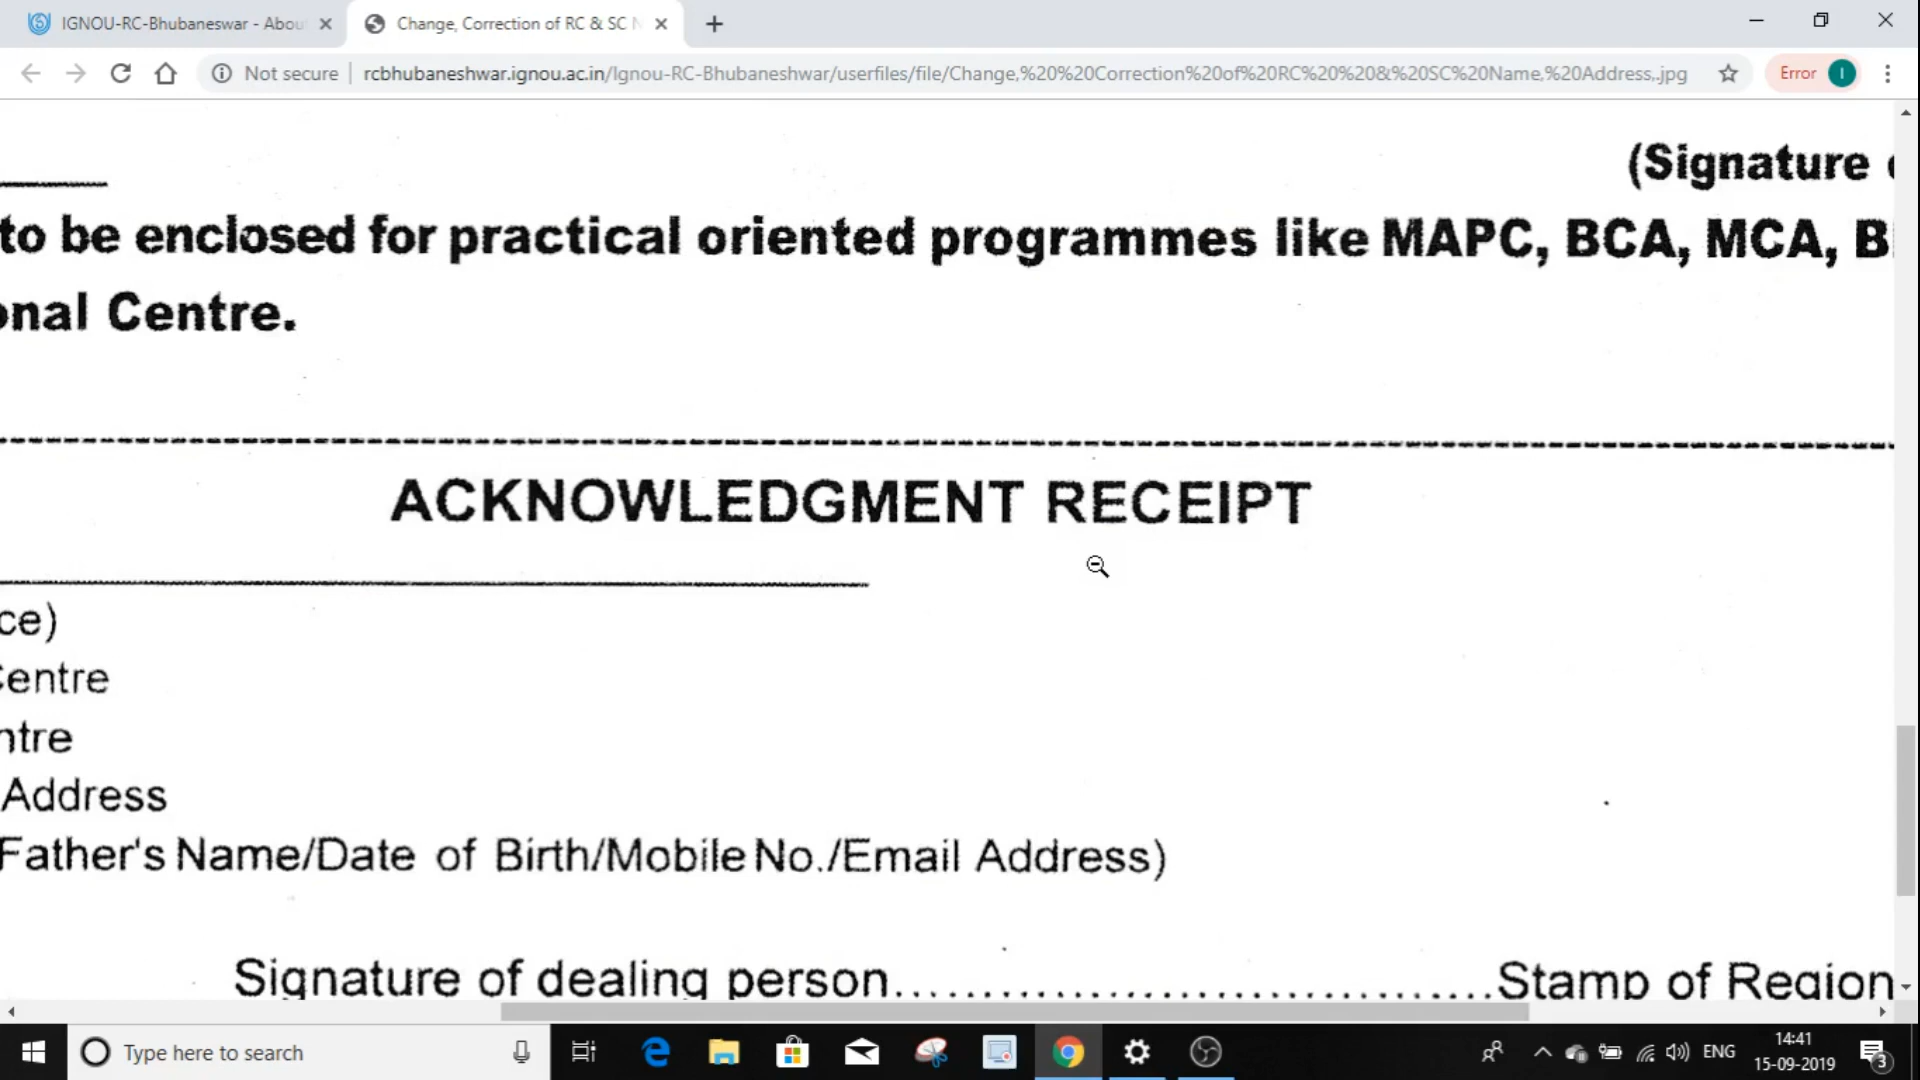 IGNOU-RC-Bhubaneswar - Abou
Change, Correction of RC & SC N
Not secure
rcbhubaneshwar.ignou.ac.in/Ignou-RC-Bhubaneshwar/userfiles/file/Change,%20%20Correction%20of%20RC%20%20&%20SC%20Name,%20Address,.jpg
Error I
(Signature
to be enclosed for practical oriented programmes like MAPC, BCA, MCA, B
onal Centre.
ACKNOWLEDGMENT RECEIPT
ce)
Centre
ntre
Address
Father's Name/Date of Birth/Mobile No./Email Address)
Signature of dealing person..........................................Stamp of Region
Type here to search
ENG
14:41
15-09-2019
3